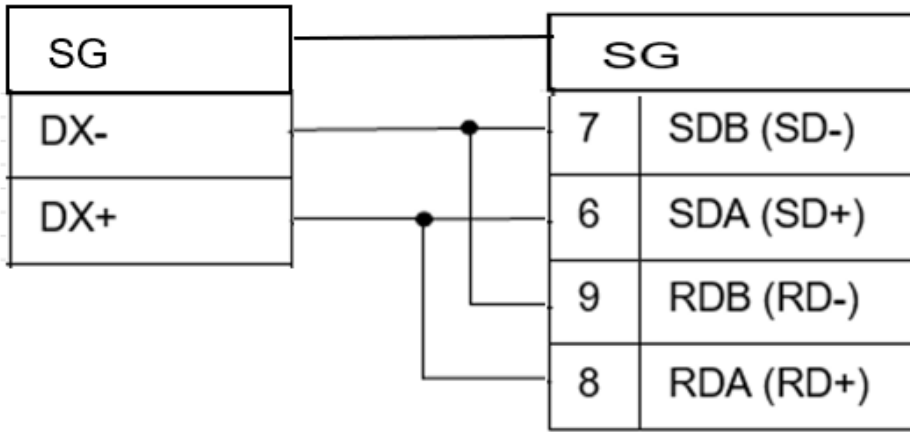 SG
DX-
DX+
SG
7 SDB (SD-)
6 SDA (SD+)
9 RDB (RD-)
8 RDA (RD+)